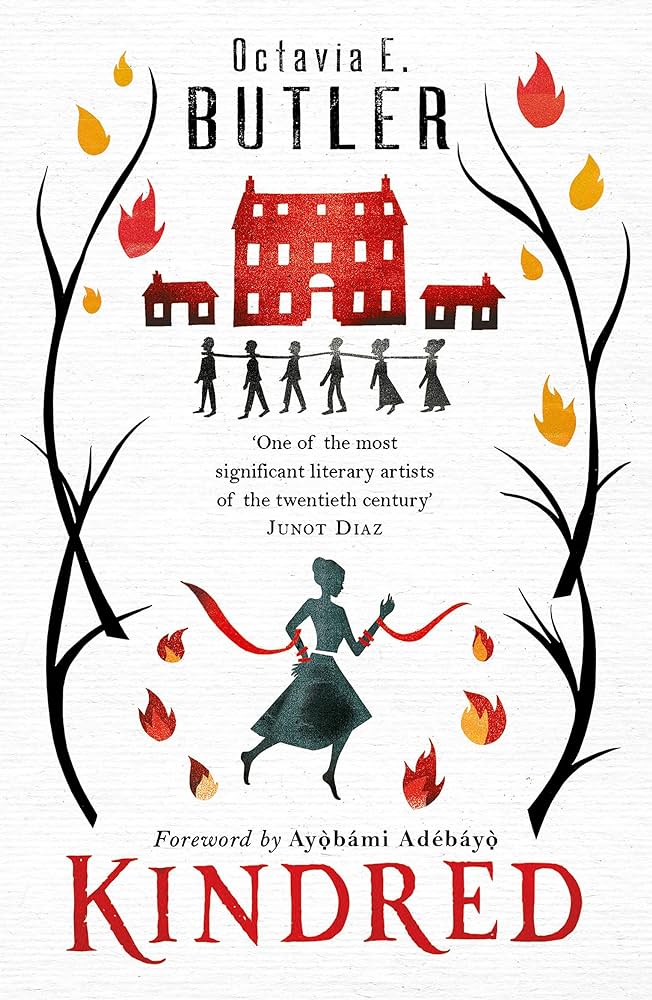 Octavia E.
BUTLER
‘One of the most
significant literary artists
of the twentieth century’
JUNOT DIAZ
Foreword by Ayọ̀bámi Adébáyọ̀
KINDRED